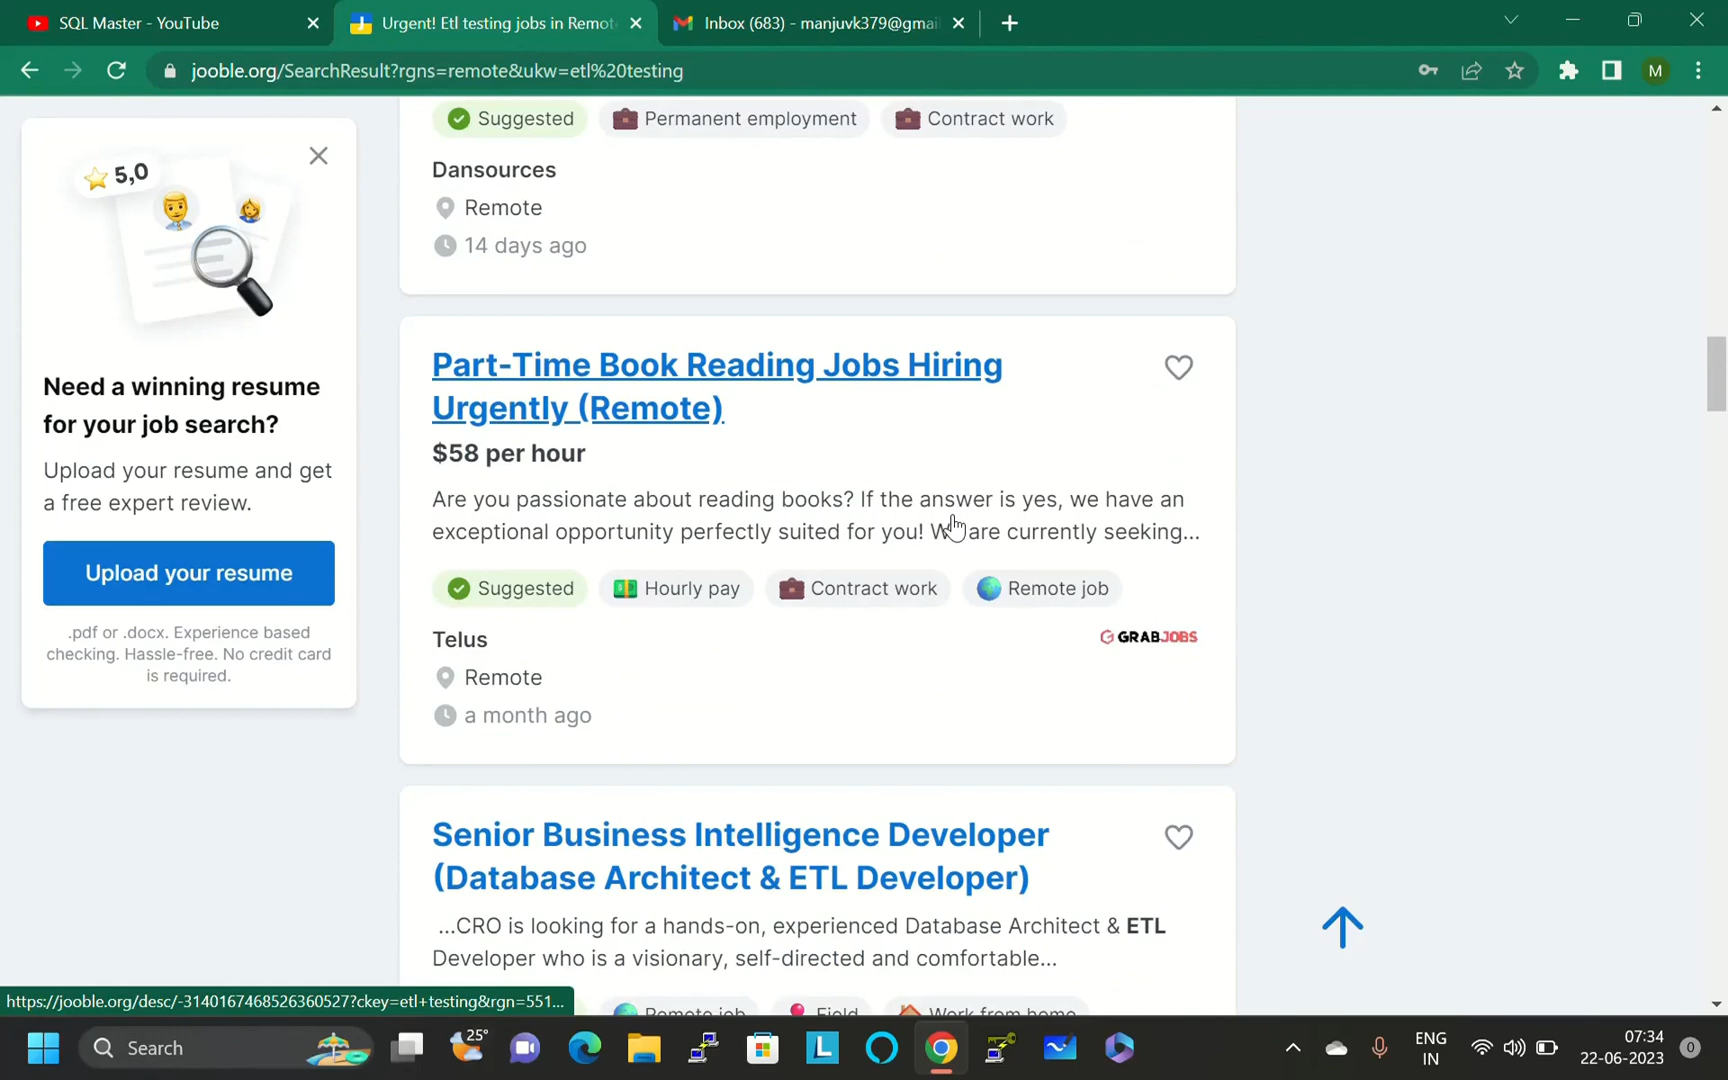 SQL Master - YouTube
Urgent! Etl testing jobs in Remot
Inbox (683) - manjuvk379@gmai
jooble.org/SearchResult?rgns=remote&ukw=etl%20testing
M
5,0
Need a winning resume
for your job search?
Upload your resume and get
a free expert review.
Upload your resume
.pdf or .docx. Experience based
checking. Hassle-free. No credit card
is required.
Suggested
Permanent employment
Contract work
Dansources
Remote
14 days ago
Part-Time Book Reading Jobs Hiring
Urgently (Remote)
$58 per hour
Are you passionate about reading books? If the answer is yes, we have an
exceptional opportunity perfectly suited for you! We are currently seeking...
Suggested
Hourly pay
Contract work
Remote job
Telus
GRABJOBS
Remote
a month ago
Senior Business Intelligence Developer
(Database Architect & ETL Developer)
...CRO is looking for a hands-on, experienced Database Architect & ETL
Developer who is a visionary, self-directed and comfortable...
Remote job
Field
Work from home
https://jooble.org/desc/-3140167468526360527?ckey=etl+testing&rgn=551...
Search
25°
L
ENG
IN
07:34
22-06-2023
0